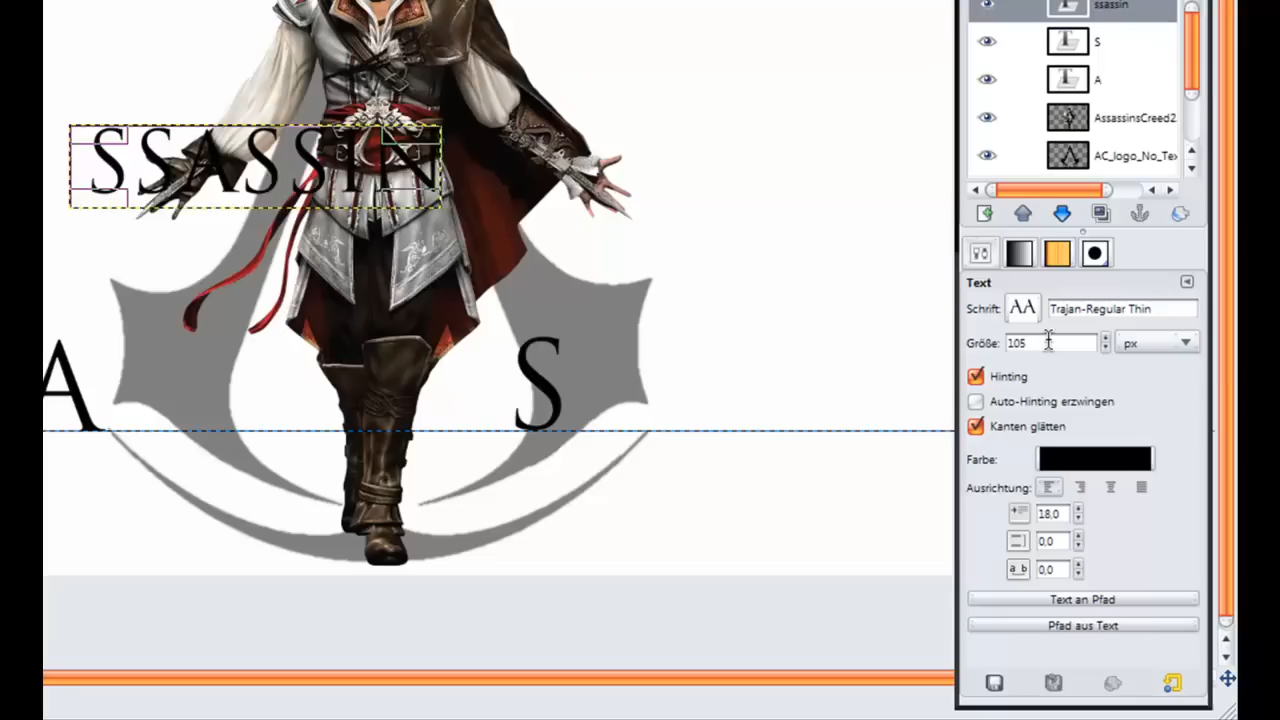 ssassin
S
A
AssassinsCreed2
AC_logo_No_Te
SSASSIN
A
S
Text
Schrift: AA Trajan-Regular Thin
Größe: 105 px
Hinting
Auto-Hinting erzwingen
Kanten glätten
Farbe:
Ausrichtung:
18,0
0,0
a b 0,0
Text an Pfad
Pfad aus Text